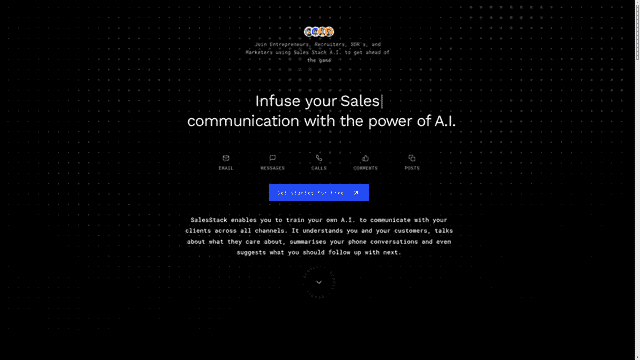 Join Entrepreneurs, Recruiters, SDR's, and
Marketers using Sales Stack A.I. to get ahead of
the game
Infuse your Sales
communication with the power of A.I.
EMAIL MESSAGES CALLS COMMENTS POSTS
Get started for free
SalesStack enables you to train your own A.I. to communicate with your
clients across all channels. It understands you and your customers, talks
about what they care about, summarises your phone conversations and even
suggests what you should follow up with next.